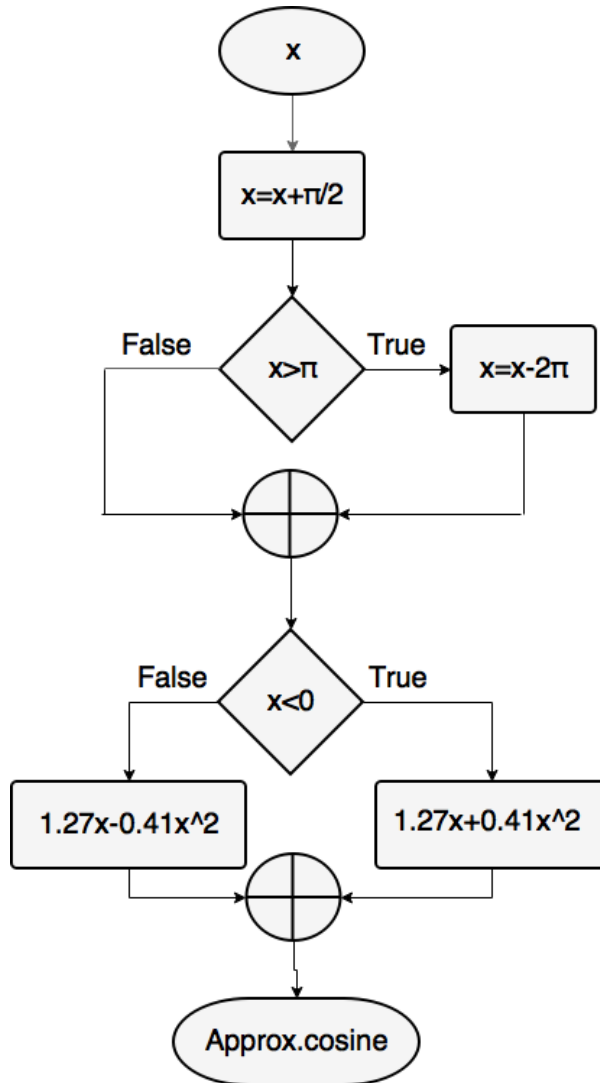 x
x=x+π/2
False
True
x>π
x=x-2π
False
True
x<0
1.27x-0.41x^2
1.27x+0.41x^2
Approx.cosine